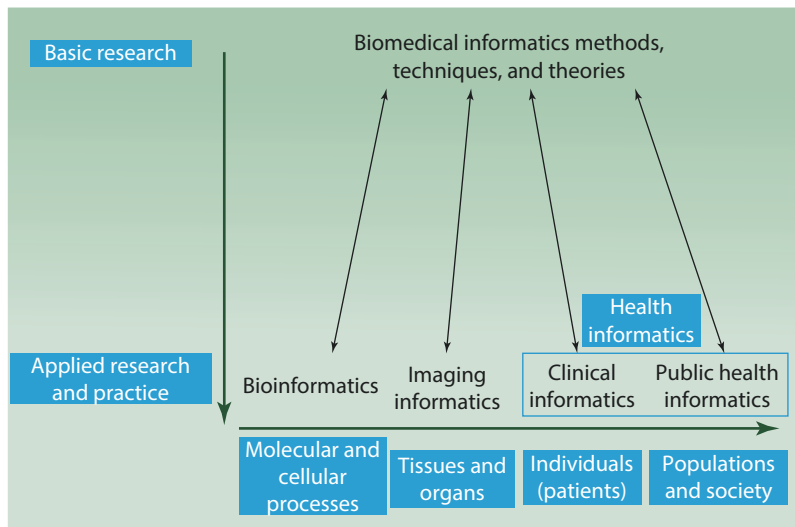 Basic research
Biomedical informatics methods,
techniques, and theories
Health
informatics
Applied research
and practice
Bioinformatics
Imaging
informatics
Clinical
informatics
Public health
informatics
Molecular and
cellular
processes
Tissues and
organs
Individuals
(patients)
Populations
and society